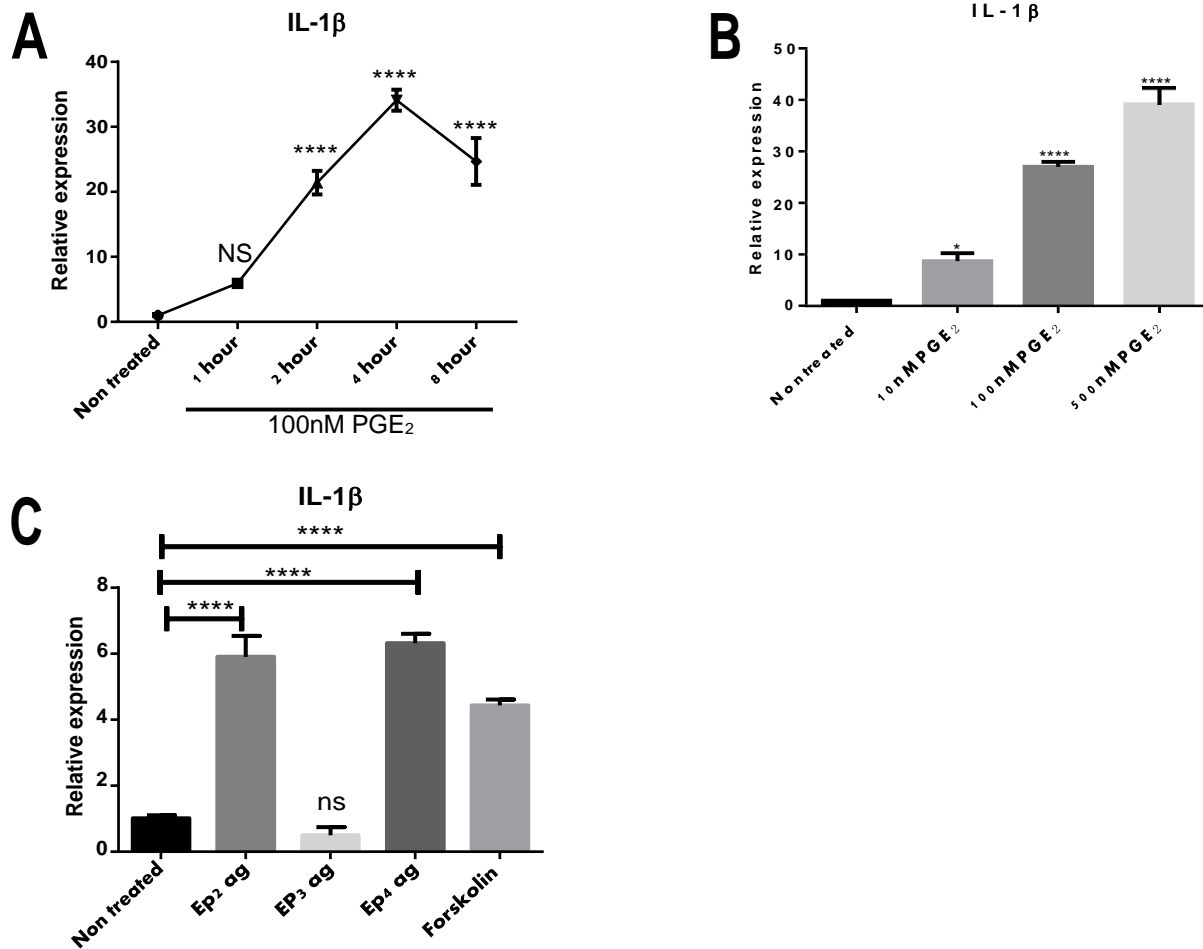 A
IL-1β
Relative expression
40
30
20
10
0
NS
****
****
****
Non treated
1 hour
2 hour
4 hour
8 hour
100nM PGE₂
B
IL-1β
Relative expression
50
40
30
20
10
0
*
****
****
Non treated
10nM PGE₂
100nM PGE₂
500nM PGE₂
C
IL-1β
****
****
****
Relative expression
8
6
4
2
0
ns
Non treated
Ep₂ ag
EP₃ ag
Ep₄ ag
Forskolin